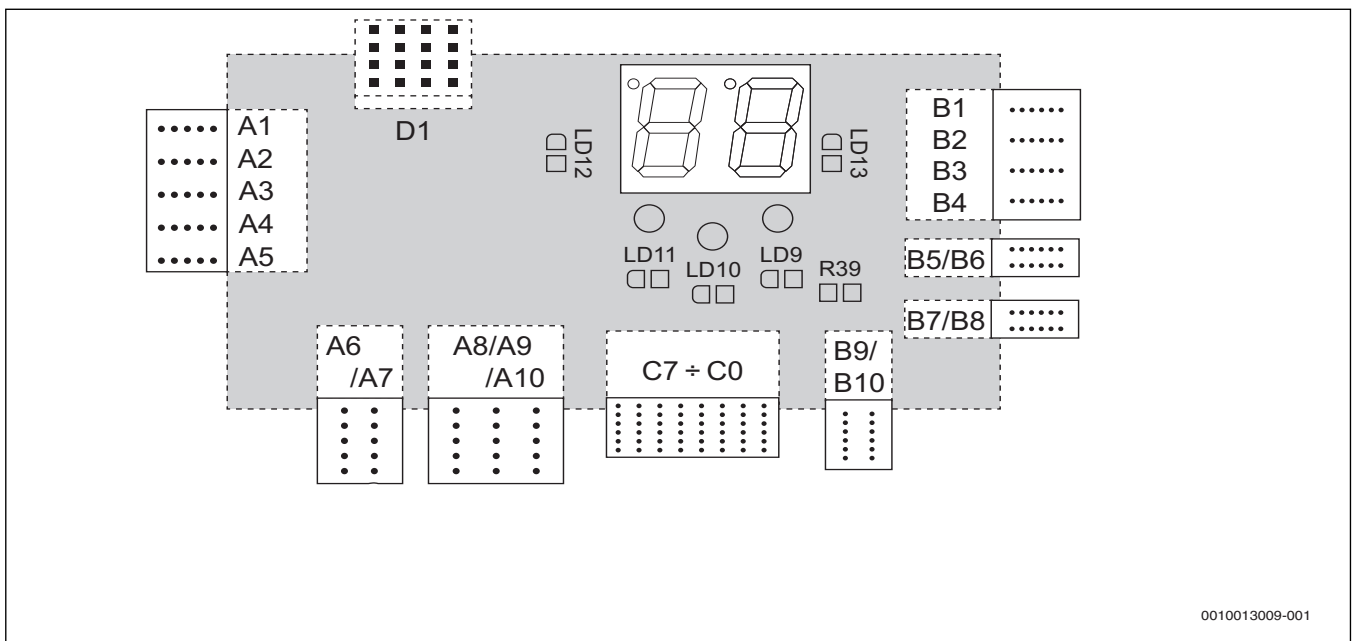 D1
A1
A2
A3
A4
A5
LD12
LD13
B1
B2
B3
B4
LD11
LD10
LD9
R39
B5/B6
B7/B8
A6
/A7
A8/A9
/A10
C7 ÷ C0
B9/
B10
0010013009-001